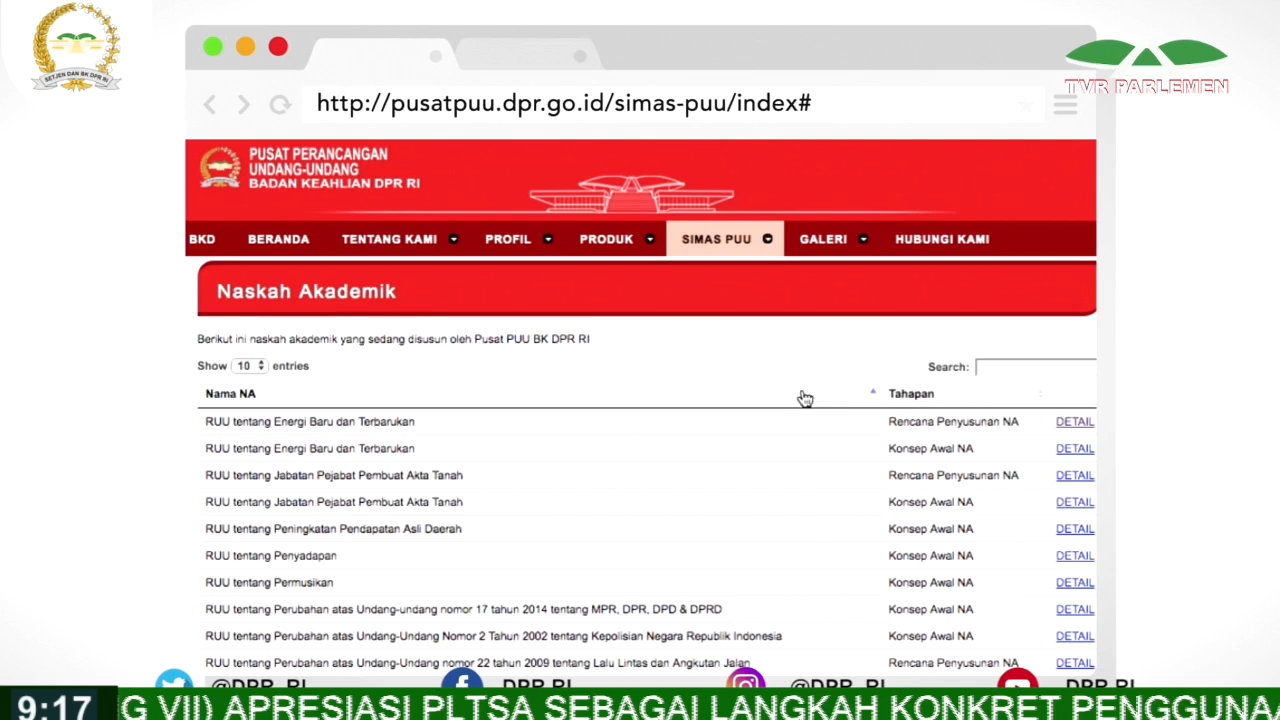 SETJEN DAN BK DPR RI
TVR PARLEMEN
http://pusatpuu.dpr.go.id/simas-puu/index#
PUSAT PERANCANGAN
UNDANG-UNDANG
BADAN KEAHLIAN DPR RI
BKD BERANDA TENTANG KAMI PROFIL PRODUK SIMAS PUU GALERI HUBUNGI KAMI
Naskah Akademik
Berikut ini naskah akademik yang sedang disusun oleh Pusat PUU BK DPR RI
Show 10 entries Search:
Nama NA Tahapan
RUU tentang Energi Baru dan Terbarukan Rencana Penyusunan NA DETAIL
RUU tentang Energi Baru dan Terbarukan Konsep Awal NA DETAIL
RUU tentang Jabatan Pejabat Pembuat Akta Tanah Rencana Penyusunan NA DETAIL
RUU tentang Jabatan Pejabat Pembuat Akta Tanah Konsep Awal NA DETAIL
RUU tentang Peningkatan Pendapatan Asli Daerah Konsep Awal NA DETAIL
RUU tentang Penyadapan Konsep Awal NA DETAIL
RUU tentang Permusikan Konsep Awal NA DETAIL
RUU tentang Perubahan atas Undang-undang nomor 17 tahun 2014 tentang MPR, DPR, DPD & DPRD Konsep Awal NA DETAIL
RUU tentang Perubahan atas Undang-Undang Nomor 2 Tahun 2002 tentang Kepolisian Negara Republik Indonesia Konsep Awal NA DETAIL
RUU tentang Perubahan atas Undang-Undang nomor 22 tahun 2009 tentang Lalu Lintas dan Angkutan Jalan Rencana Penyusunan NA DETAIL
@DPR_RI DPR RI @DPR_RI DPR RI
9:17 G VII) APRESIASI PLTSA SEBAGAI LANGKAH KONKRET PENGGUNAA